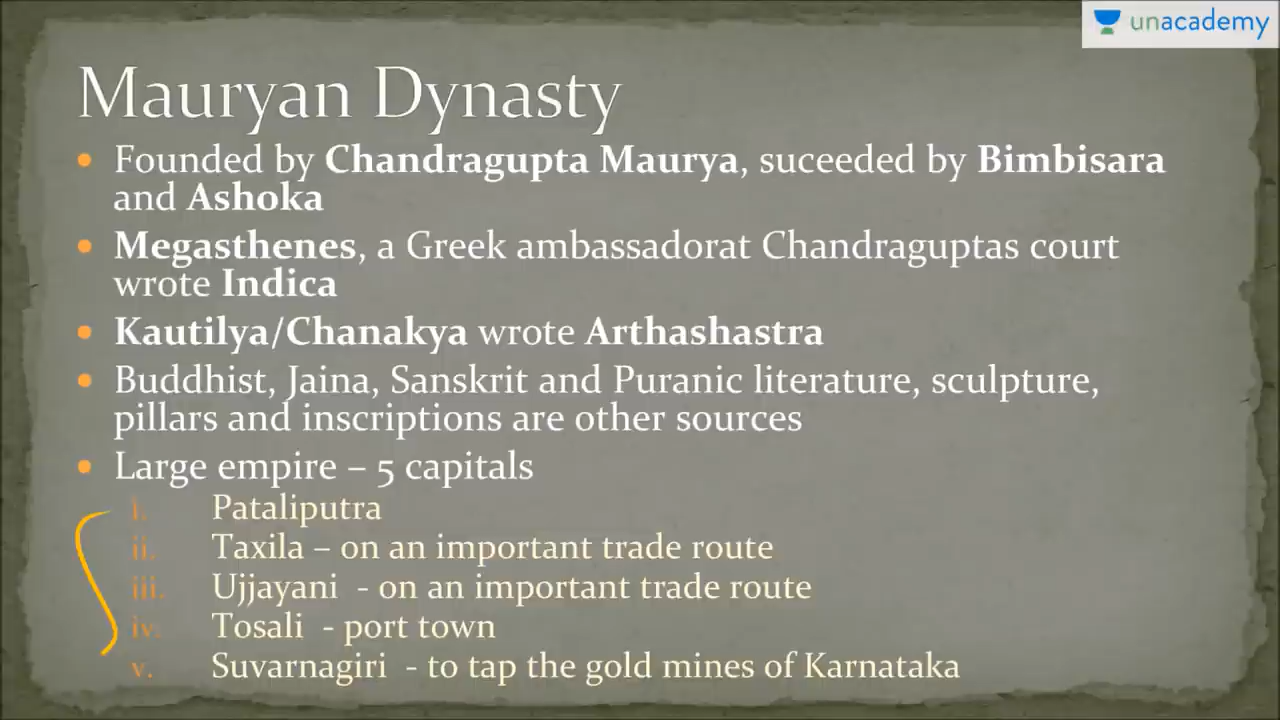 unacademy
Mauryan Dynasty
• Founded by Chandragupta Maurya, suceeded by Bimbisara
and Ashoka
• Megasthenes, a Greek ambassadorat Chandraguptas court
wrote Indica
• Kautilya/Chanakya wrote Arthashastra
• Buddhist, Jaina, Sanskrit and Puranic literature, sculpture,
pillars and inscriptions are other sources
• Large empire – 5 capitals
i. Pataliputra
ii. Taxila – on an important trade route
iii. Ujjayani - on an important trade route
iv. Tosali - port town
v. Suvarnagiri - to tap the gold mines of Karnataka